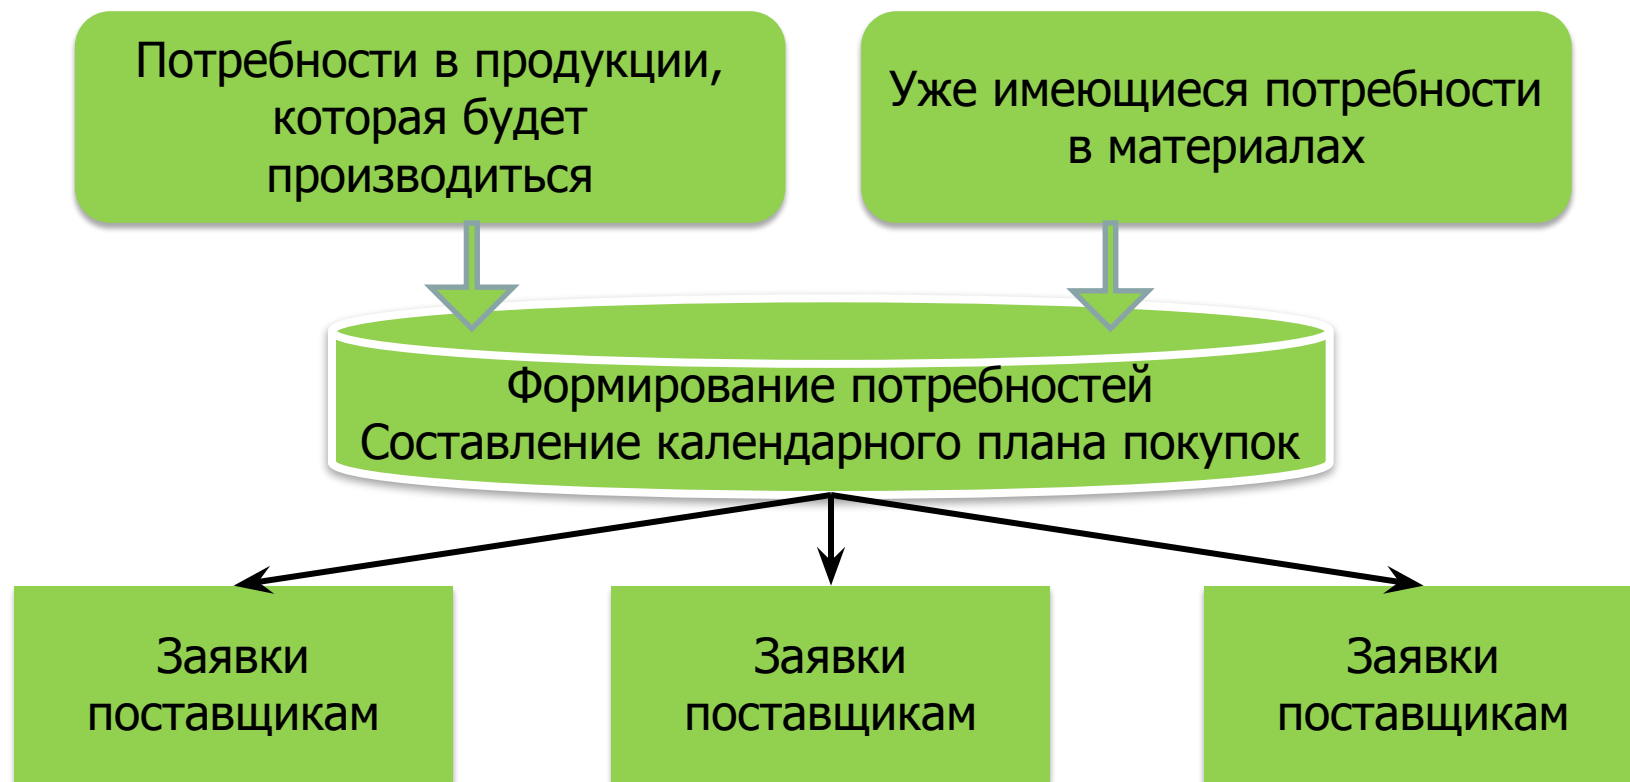 Потребности в продукции,
которая будет
производиться
Уже имеющиеся потребности
в материалах
Формирование потребностей
Составление календарного плана покупок
Заявки
поставщикам
Заявки
поставщикам
Заявки
поставщикам